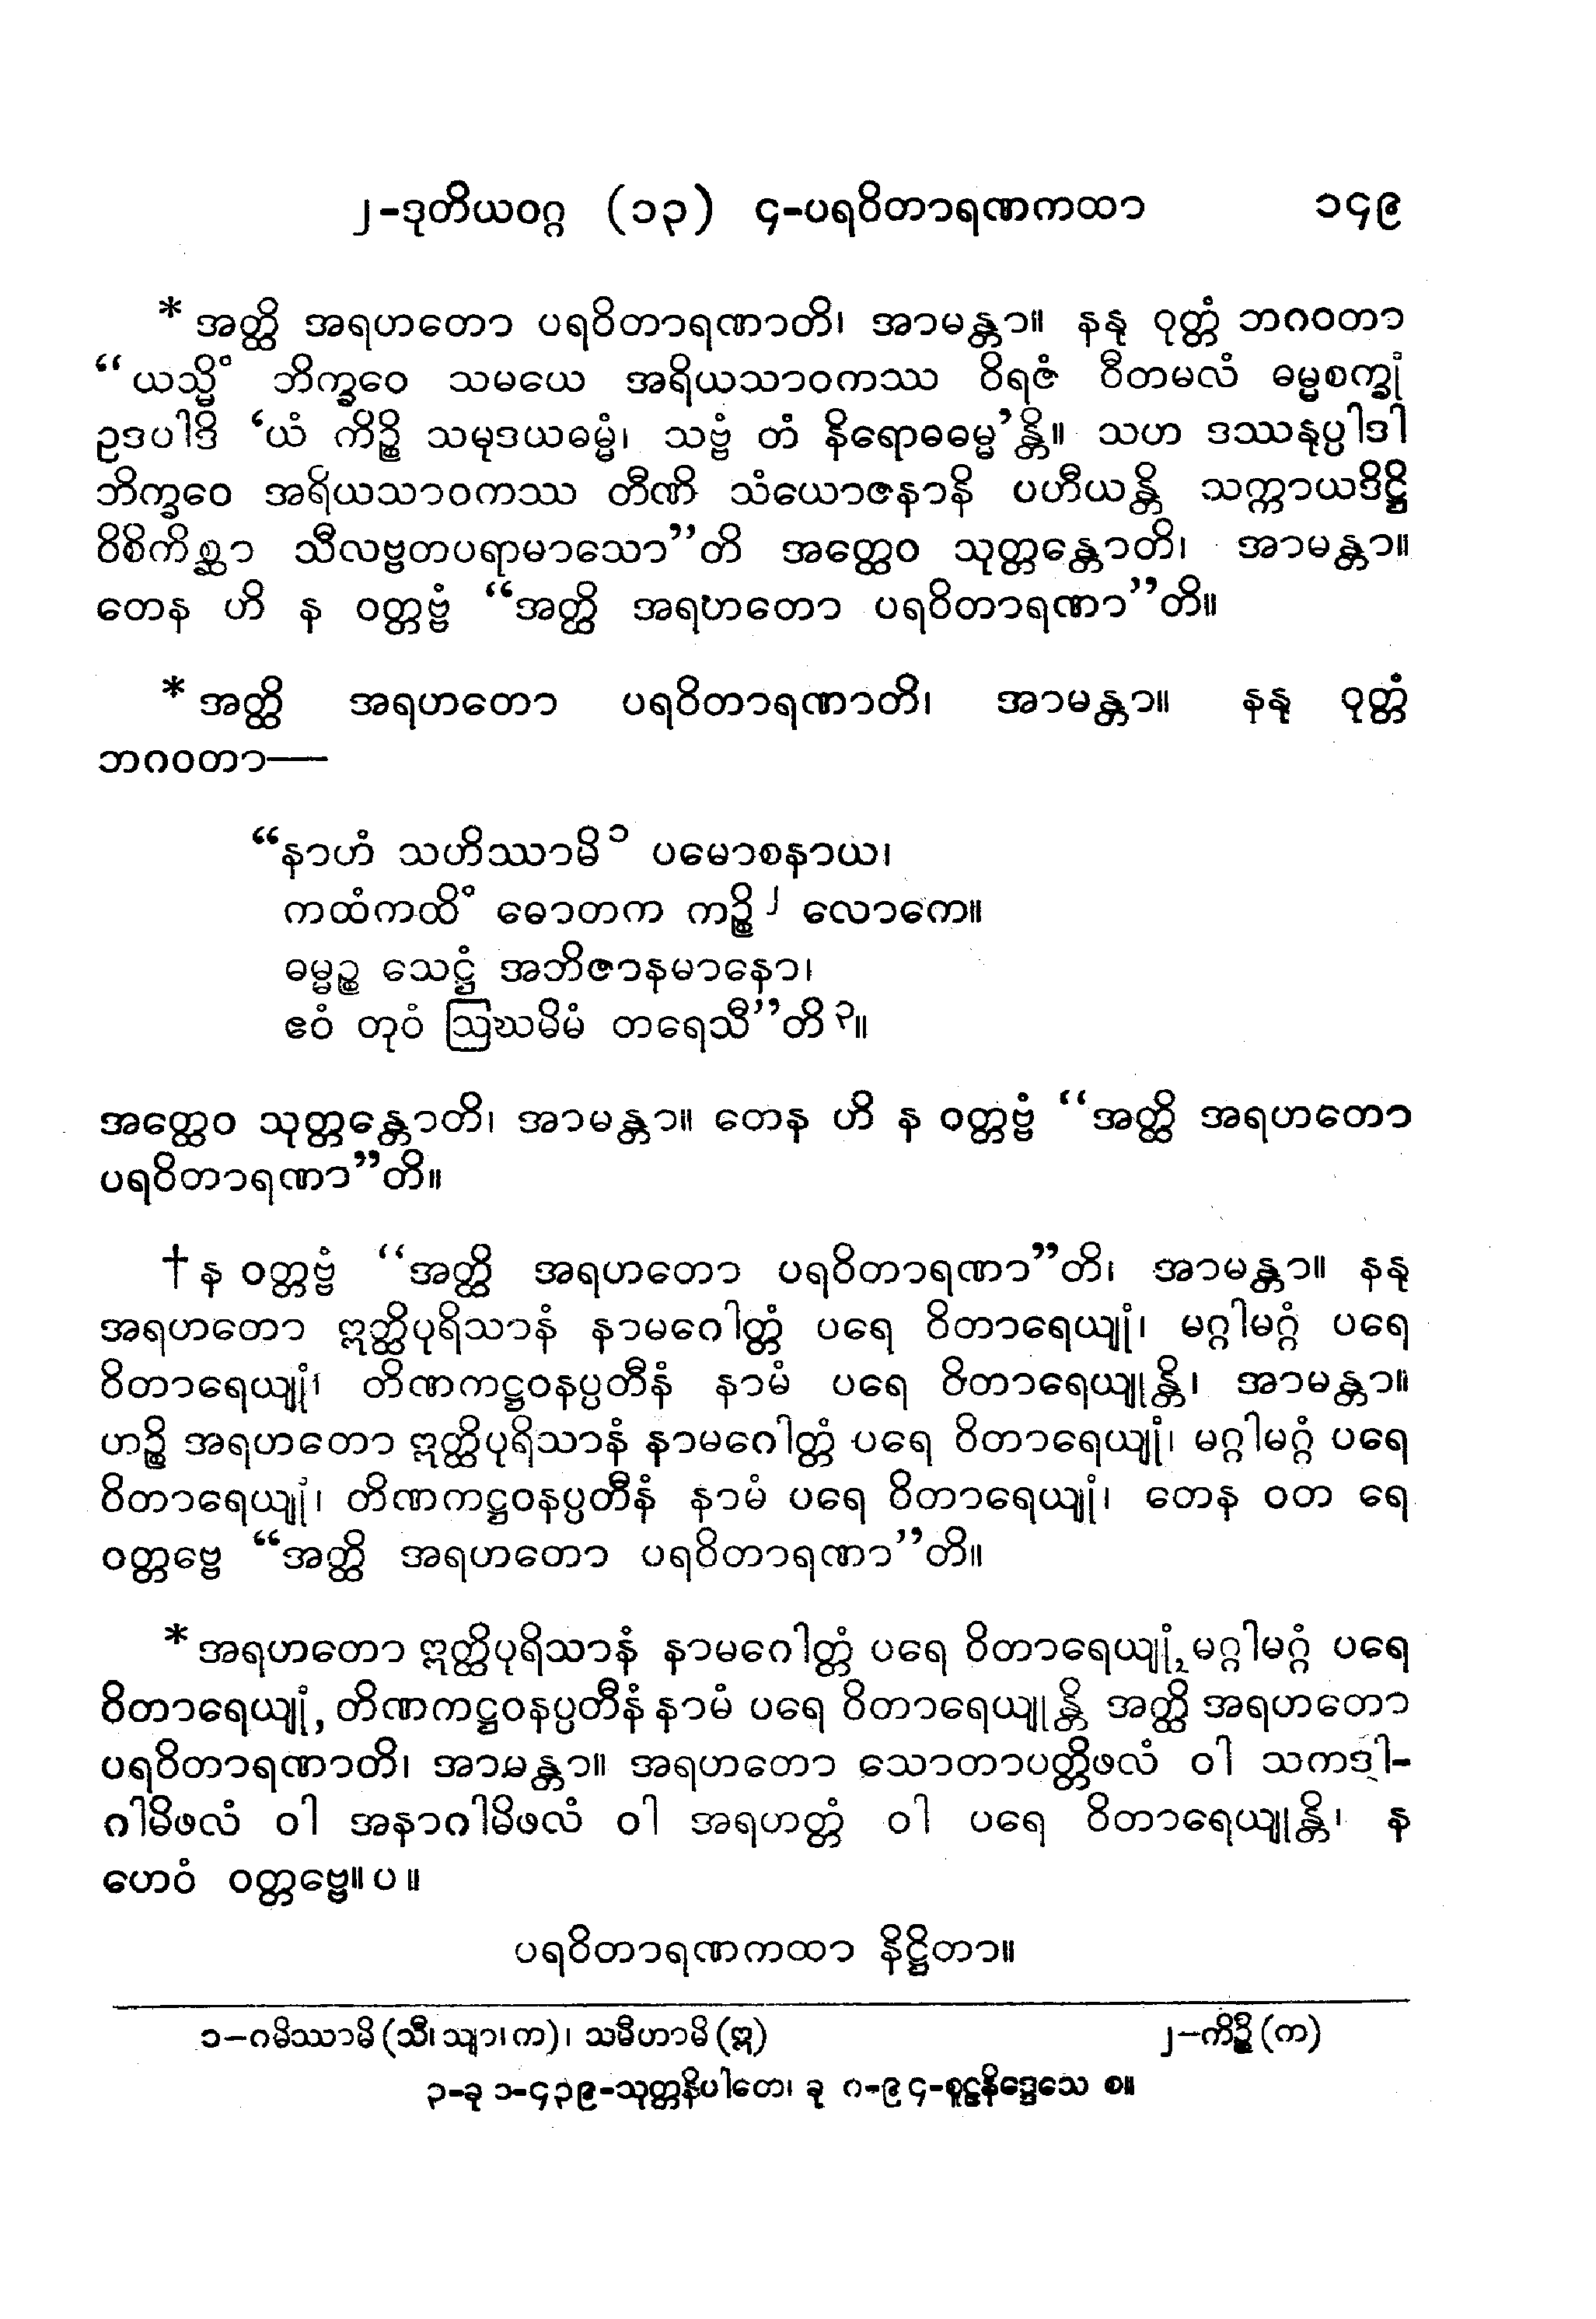 ၂-ဒုတိယဝဂ္ဂ (၁၃) ၄-ပရဝိတာရဏကထာ ၁၄၉
* အတ္ထိ အရဟတော ပရဝိတာရဏာတိ၊ အာမန္တာ။ နနု ဝုတ္တံ ဘဂဝတာ
“ယသ္မိံ ဘိက္ခဝေ သမယေ အရိယသာဝကဿ ဝိရဇံ ဝီတမလံ ဓမ္မစက္ခုံ
ဥဒပါဒိ ‘ယံ ကိဉ္စိ သမုဒယဓမ္မံ၊ သဗ္ဗံ တံ နိရောဓဓမ္မ’န္တိ။ သဟ ဒဿနုပ္ပါဒါ
ဘိက္ခဝေ အရိယသာဝကဿ တီဏိ သံယောဇနာနိ ပဟီယန္တိ သက္ကာယဒိဋ္ဌိ
ဝိစိကိစ္ဆာ သီလဗ္ဗတပရာမာသော”တိ အတ္ထေဝ သုတ္တန္တောတိ၊ အာမန္တာ။
တေန ဟိ န ဝတ္တဗ္ဗံ “အတ္ထိ အရဟတော ပရဝိတာရဏာ”တိ။
* အတ္ထိ အရဟတော ပရဝိတာရဏာတိ၊ အာမန္တာ။ နနု ဝုတ္တံ
ဘဂဝတာ—
“နာဟံ သဟိဿာမိ ၁ ပမောစနာယ၊
ကထံကထိံ ဓောတက ကဉ္စိ ၂ လောကေ။
ဓမ္မဉ္စ သေဋ္ဌံ အဘိဇာနမာနော၊
ဧဝံ တုဝံ ဩဃမိမံ တရေသီ”တိ ၃။
အတ္ထေဝ သုတ္တန္တောတိ၊ အာမန္တာ။ တေန ဟိ န ဝတ္တဗ္ဗံ “အတ္ထိ အရဟတော
ပရဝိတာရဏာ”တိ။
† န ဝတ္တဗ္ဗံ “အတ္ထိ အရဟတော ပရဝိတာရဏာ”တိ၊ အာမန္တာ။ နနု
အရဟတော ဣတ္ထိပုရိသာနံ နာမဂေါတ္တံ ပရေ ဝိတာရေယျုံ၊ မဂ္ဂါမဂ္ဂံ ပရေ
ဝိတာရေယျုံ၊ တိဏကဋ္ဌဝနပ္ပတီနံ နာမံ ပရေ ဝိတာရေယျုန္တိ၊ အာမန္တာ။
ဟဉ္စိ အရဟတော ဣတ္ထိပုရိသာနံ နာမဂေါတ္တံ ပရေ ဝိတာရေယျုံ၊ မဂ္ဂါမဂ္ဂံ ပရေ
ဝိတာရေယျုံ၊ တိဏကဋ္ဌဝနပ္ပတီနံ နာမံ ပရေ ဝိတာရေယျုံ၊ တေန ဝတ ရေ
ဝတ္တဗ္ဗေ “အတ္ထိ အရဟတော ပရဝိတာရဏာ”တိ။
* အရဟတော ဣတ္ထိပုရိသာနံ နာမဂေါတ္တံ ပရေ ဝိတာရေယျုံ, မဂ္ဂါမဂ္ဂံ ပရေ
ဝိတာရေယျုံ, တိဏကဋ္ဌဝနပ္ပတီနံ နာမံ ပရေ ဝိတာရေယျုန္တိ အတ္ထိ အရဟတော
ပရဝိတာရဏာတိ၊ အာမန္တာ။ အရဟတော သောတာပတ္တိဖလံ ဝါ သကဒါ-
ဂါမိဖလံ ဝါ အနာဂါမိဖလံ ဝါ အရဟတ္တံ ဝါ ပရေ ဝိတာရေယျုန္တိ၊ န
ဟေဝံ ဝတ္တဗ္ဗေ။ ပ ။
ပရဝိတာရဏကထာ နိဋ္ဌိတာ။
၁-ဂမိဿာမိ (သီ၊ သျာ၊ က)၊ သမီဟာမိ (ဣ) ၂-ကိဉ္စိ (က)
၃-ခု ၁-၄၃၉-သုတ္တနိပါတေ၊ ခု ၈-၉၄-စူဠနိဒ္ဒေသေ စ။